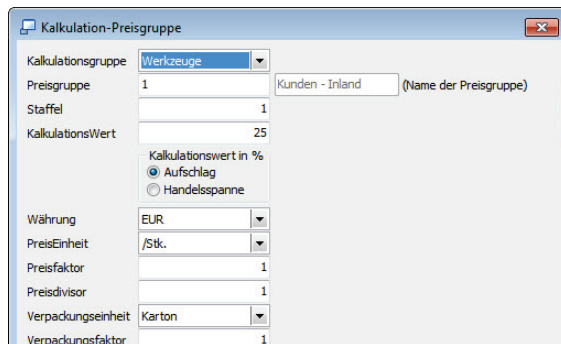 Kalkulation-Preisgruppe
Kalkulationsgruppe Werkzeuge
Preisgruppe 1 Kunden - Inland (Name der Preisgruppe)
Staffel 1
KalkulationsWert 25
Kalkulationswert in %
Aufschlag
Handelsspanne
Währung EUR
PreisEinheit /Stk.
Preisfaktor 1
Preisdivisor 1
Verpackungseinheit Karton
Verpackungsfaktor 1